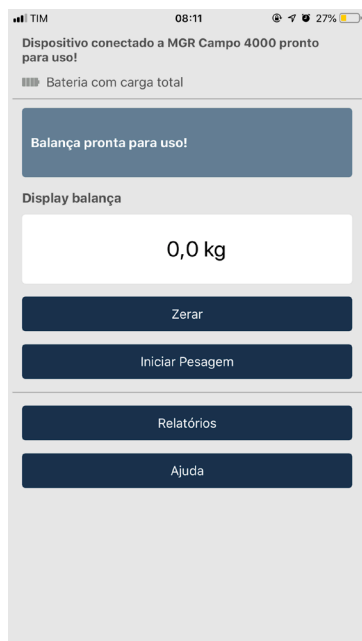 TIM 08:11 27%
Dispositivo conectado a MGR Campo 4000 pronto
para uso!
Bateria com carga total
Balança pronta para uso!
Display balança
0,0 kg
Zerar
Iniciar Pesagem
Relatórios
Ajuda